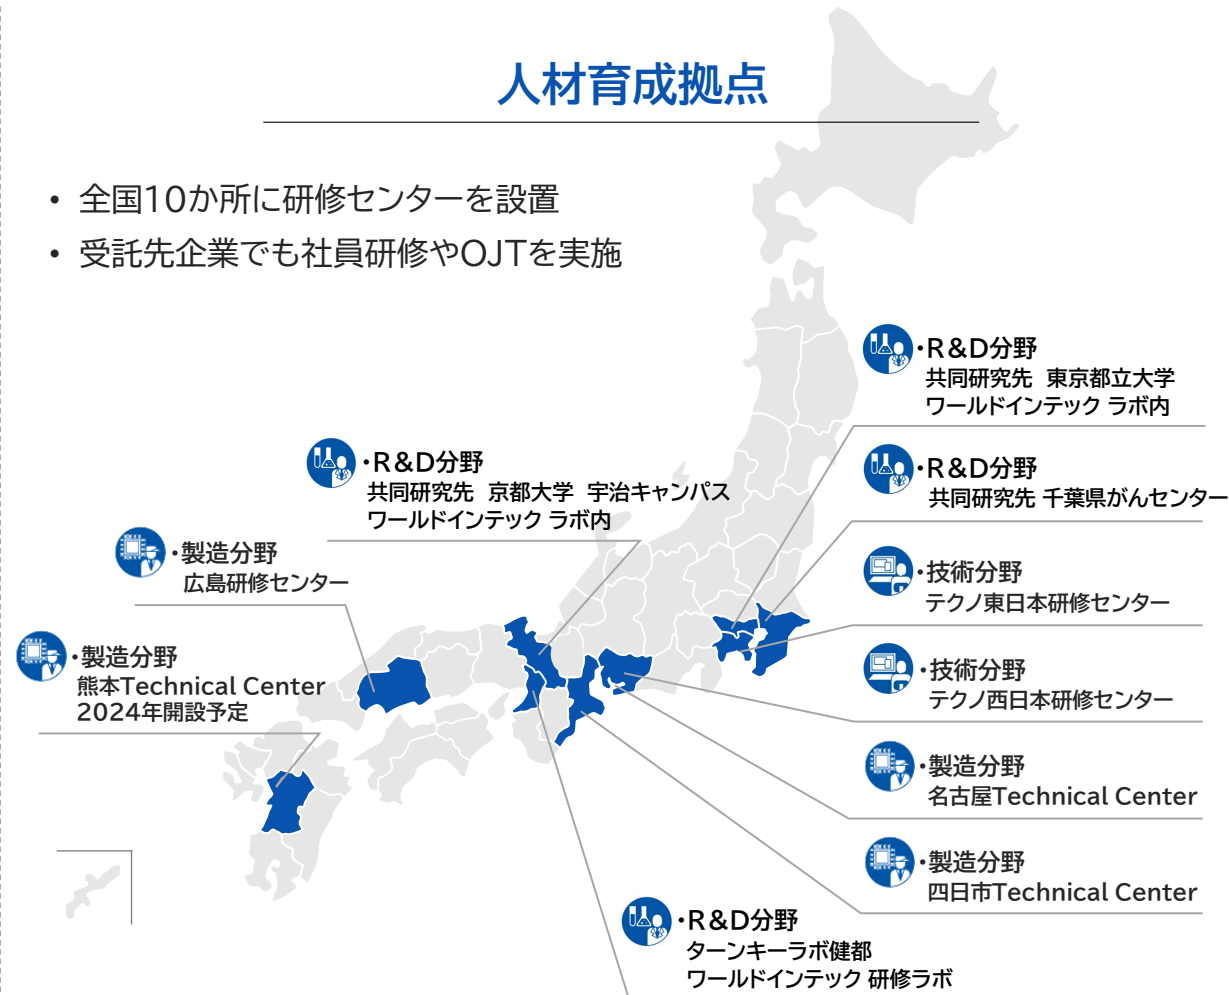 人材育成拠点
• 全国10か所に研修センターを設置
• 受託先企業でも社員研修やOJTを実施
・R&D分野
共同研究先　東京都立大学
ワールドインテック ラボ内
・R&D分野
共同研究先　京都大学　宇治キャンパス
ワールドインテック ラボ内
・R&D分野
共同研究先 千葉県がんセンター
・製造分野
広島研修センター
・技術分野
テクノ東日本研修センター
・製造分野
熊本Technical Center
2024年開設予定
・技術分野
テクノ西日本研修センター
・製造分野
名古屋Technical Center
・製造分野
四日市Technical Center
・R&D分野
ターンキーラボ健都
ワールドインテック 研修ラボ